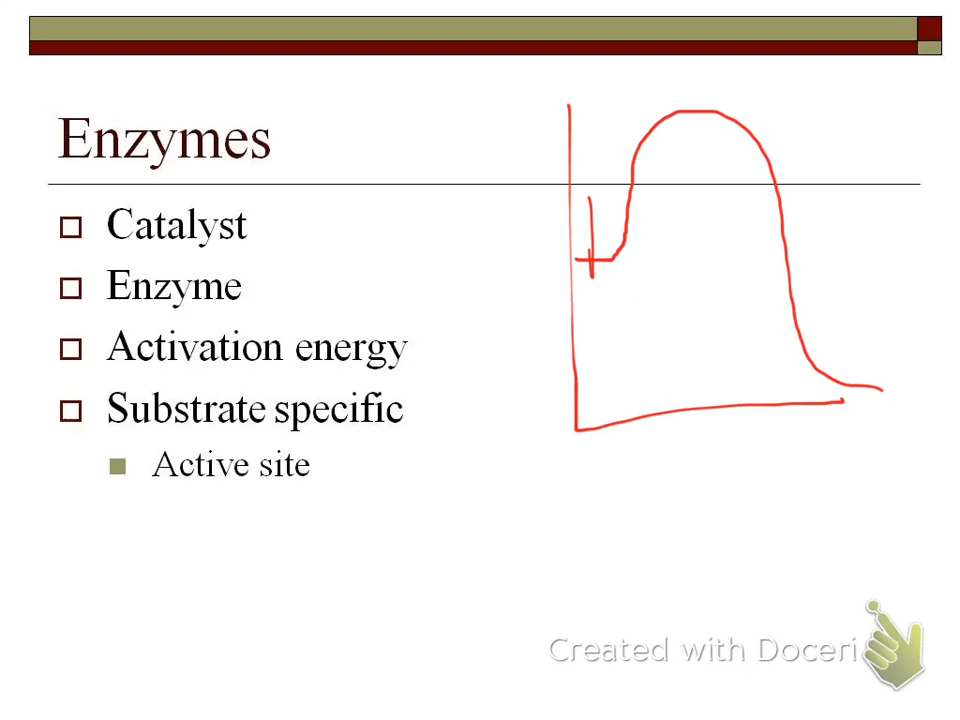 Enzymes
Catalyst
Enzyme
Activation energy
Substrate specific
Active site
Created with Doceri